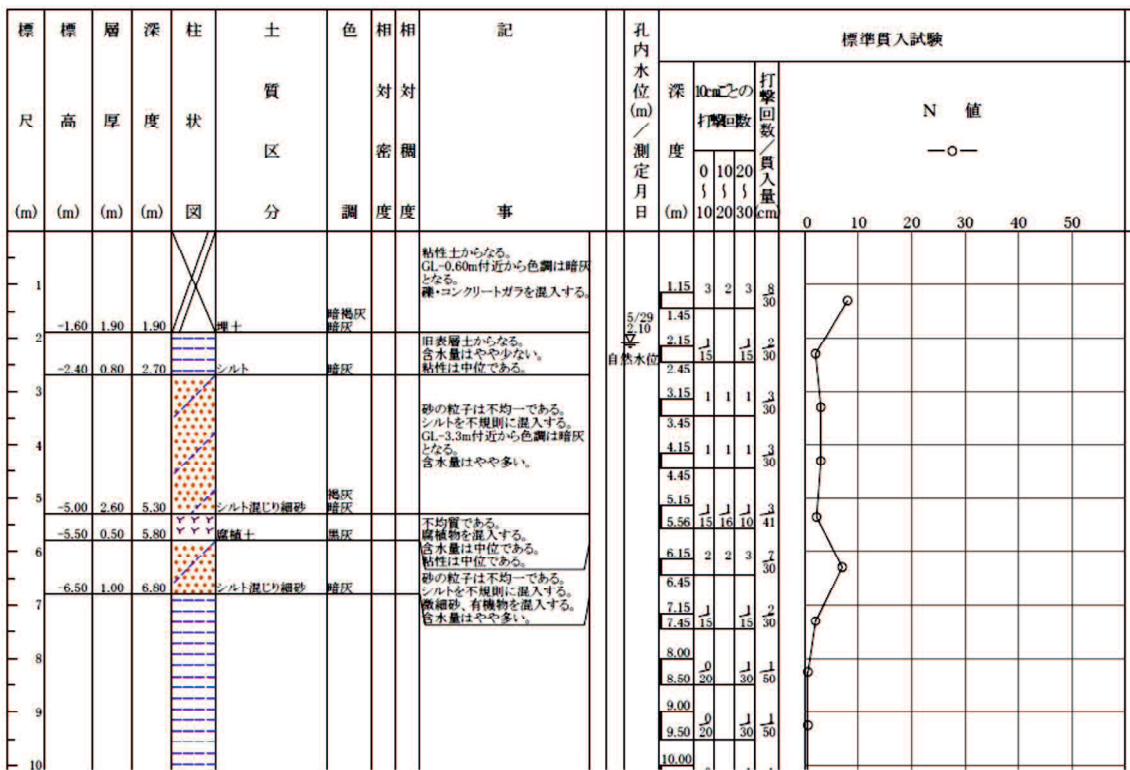 標尺(m)
標高(m)
層厚(m)
深度(m)
柱状図
土質区分
色調
相対密度
相対稠度
記事
孔内水位(m)/測定月日
標準貫入試験
深度(m)
10cmごとの
打撃回数
0~10
10~20
20~30
打撃回数/貫入量(cm)
N 値
0 10 20 30 40 50
粘性土からなる。
GL-0.60m付近から色調は暗灰
となる。
礫・コンクリートガラを混入する。
1
1.15 3 2 3 8/30
1.45
暗褐灰
-1.60 1.90 1.90 埋土 暗灰
5/29
2.10
自然水位
2
旧表層土からなる。
含水量はやや少ない。
粘性は中位である。
2.15 1/15 1/15 2/30
2.45
-2.40 0.80 2.70 シルト 暗灰
3
3.15 1 1 1 3/30
3.45
砂の粒子は不均一である。
シルトを不規則に混入する。
GL-3.3m付近から色調は暗灰
となる。
含水量はやや多い。
4
4.15 1 1 1 3/30
4.45
褐灰
-5.00 2.60 5.30 シルト混じり細砂 暗灰
5
5.15 1/15 1/16 1/10 3/41
5.56
不均質である。
腐植物を混入する。
含水量は中位である。
粘性は中位である。
-5.50 0.50 5.80 腐植土 黒灰
6
6.15 2 2 3 7/30
6.45
砂の粒子は不均一である。
シルトを不規則に混入する。
微細砂、有機物を混入する。
含水量はやや多い。
-6.50 1.00 6.80 シルト混じり細砂 暗灰
7
7.15 1/15 1/15 2/30
7.45
8
8.00 0/20 1/30 1/50
8.50
9
9.00 0/20 1/30 1/50
9.50
10
10.00